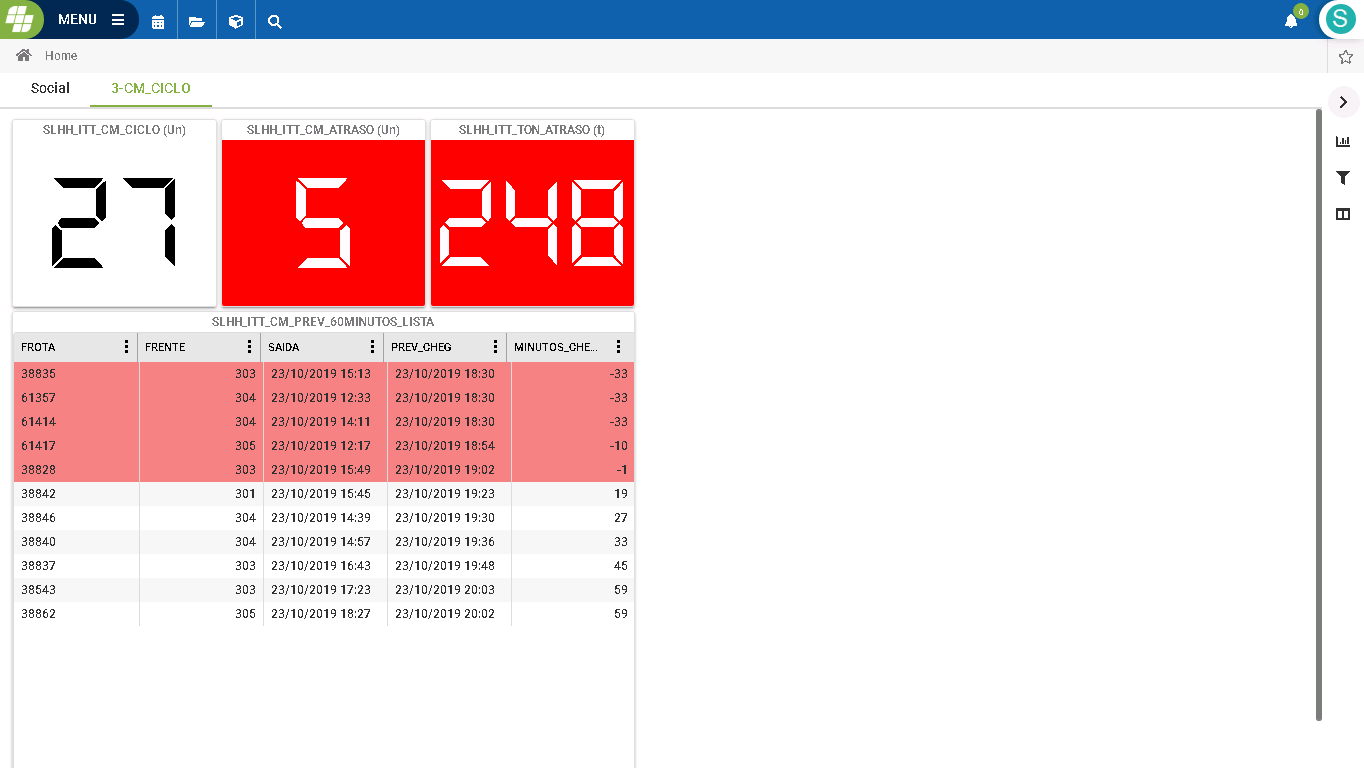 MENU
0
S
Home
Social 3-CM_CICLO
SLHH_ITT_CM_CICLO (Un) SLHH_ITT_CM_ATRASO (Un) SLHH_ITT_TON_ATRASO (t)
27 5 248
SLHH_ITT_CM_PREV_60MINUTOS_LISTA
FROTA FRENTE SAIDA PREV_CHEG MINUTOS_CHE...
38835 303 23/10/2019 15:13 23/10/2019 18:30 -33
61357 304 23/10/2019 12:33 23/10/2019 18:30 -33
61414 304 23/10/2019 14:11 23/10/2019 18:30 -33
61417 305 23/10/2019 12:17 23/10/2019 18:54 -10
38828 303 23/10/2019 15:49 23/10/2019 19:02 -1
38842 301 23/10/2019 15:45 23/10/2019 19:23 19
38846 304 23/10/2019 14:39 23/10/2019 19:30 27
38840 304 23/10/2019 14:57 23/10/2019 19:36 33
38837 303 23/10/2019 16:43 23/10/2019 19:48 45
38543 303 23/10/2019 17:23 23/10/2019 20:03 59
38862 305 23/10/2019 18:27 23/10/2019 20:02 59